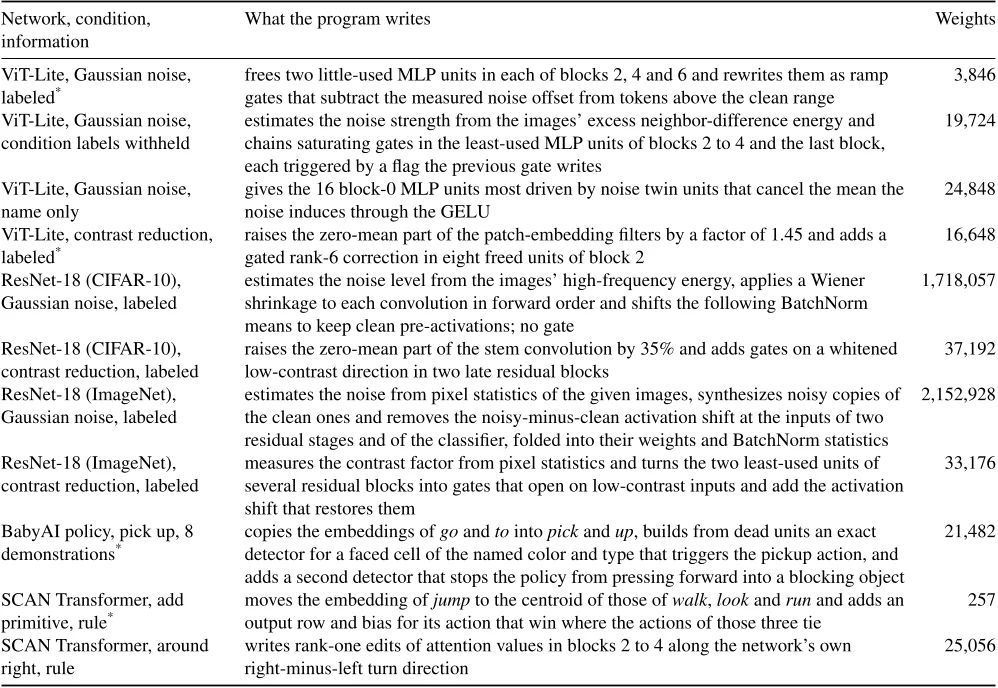 Network, condition, information What the program writes Weights
ViT-Lite, Gaussian noise, frees two little-used MLP units in each of blocks 2, 4 and 6 and rewrites them as ramp 3,846
labeled* gates that subtract the measured noise offset from tokens above the clean range
ViT-Lite, Gaussian noise, estimates the noise strength from the images’ excess neighbor-difference energy and 19,724
condition labels withheld chains saturating gates in the least-used MLP units of blocks 2 to 4 and the last block,
each triggered by a flag the previous gate writes
ViT-Lite, Gaussian noise, gives the 16 block-0 MLP units most driven by noise twin units that cancel the mean the 24,848
name only noise induces through the GELU
ViT-Lite, contrast reduction, raises the zero-mean part of the patch-embedding filters by a factor of 1.45 and adds a 16,648
labeled* gated rank-6 correction in eight freed units of block 2
ResNet-18 (CIFAR-10), estimates the noise level from the images’ high-frequency energy, applies a Wiener 1,718,057
Gaussian noise, labeled shrinkage to each convolution in forward order and shifts the following BatchNorm
means to keep clean pre-activations; no gate
ResNet-18 (CIFAR-10), raises the zero-mean part of the stem convolution by 35% and adds gates on a whitened 37,192
contrast reduction, labeled low-contrast direction in two late residual blocks
ResNet-18 (ImageNet), estimates the noise from pixel statistics of the given images, synthesizes noisy copies of 2,152,928
Gaussian noise, labeled the clean ones and removes the noisy-minus-clean activation shift at the inputs of two
residual stages and of the classifier, folded into their weights and BatchNorm statistics
ResNet-18 (ImageNet), measures the contrast factor from pixel statistics and turns the two least-used units of 33,176
contrast reduction, labeled several residual blocks into gates that open on low-contrast inputs and add the activation
shift that restores them
BabyAI policy, pick up, 8 copies the embeddings of go and to into pick and up, builds from dead units an exact 21,482
demonstrations* detector for a faced cell of the named color and type that triggers the pickup action, and
adds a second detector that stops the policy from pressing forward into a blocking object
SCAN Transformer, add moves the embedding of jump to the centroid of those of walk, look and run and adds an 257
primitive, rule* output row and bias for its action that win where the actions of those three tie
SCAN Transformer, around writes rank-one edits of attention values in blocks 2 to 4 along the network’s own 25,056
right, rule right-minus-left turn direction